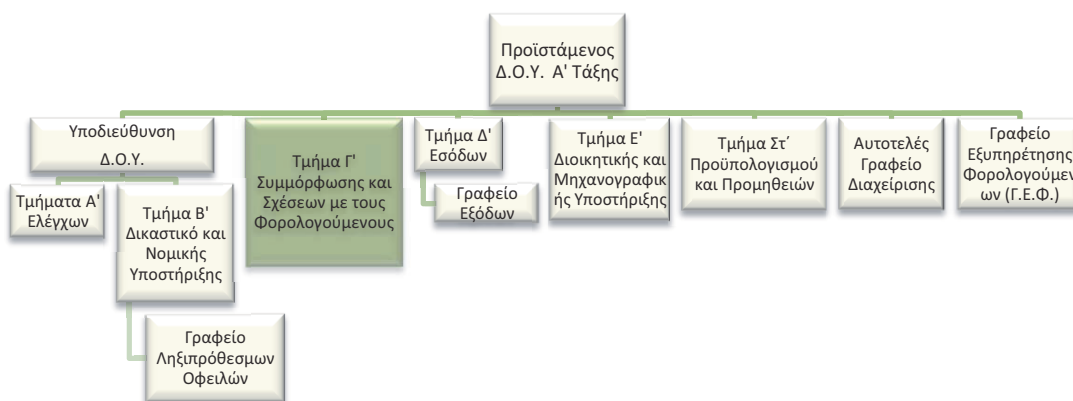 Προϊστάμενος
Δ.Ο.Υ. Α' Τάξης
Υποδιεύθυνση
Δ.Ο.Υ.
Τμήματα Α'
Ελέγχων
Τμήμα Β'
Δικαστικό και
Νομικής
Υποστήριξης
Γραφείο
Ληξιπρόθεσμων
Οφειλών
Τμήμα Γ'
Συμμόρφωσης και
Σχέσεων με τους
Φορολογούμενους
Τμήμα Δ'
Εσόδων
Γραφείο
Εξόδων
Τμήμα Ε'
Διοικητικής και
Μηχανογραφικ
ής Υποστήριξης
Τμήμα Στ΄
Προϋπολογισμού
και Προμηθειών
Αυτοτελές
Γραφείο
Διαχείρισης
Γραφείο
Εξυπηρέτησης
Φορολογούμεν
ων (Γ.Ε.Φ.)